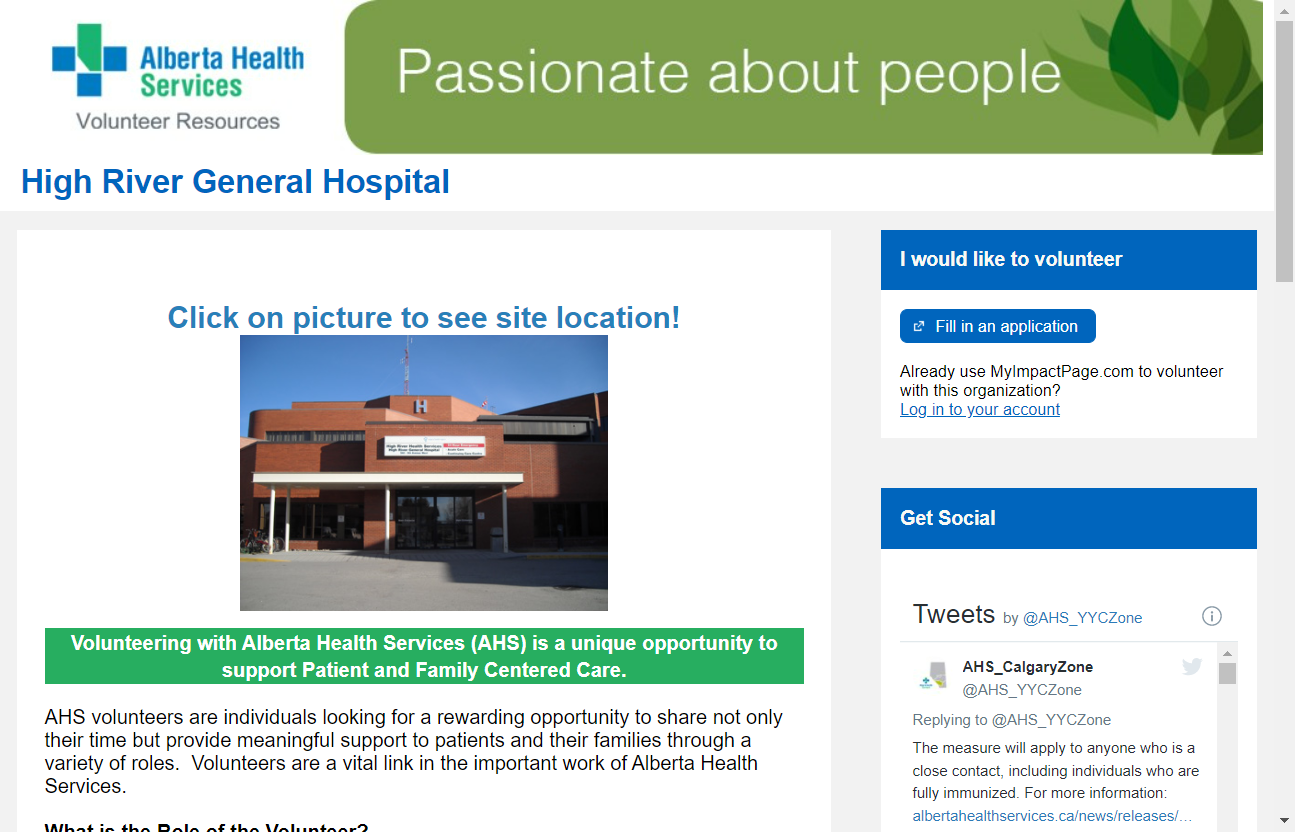 Alberta Health
Services
Volunteer Resources
Passionate about people
High River General Hospital
Click on picture to see site location!
H
High River Health Services
High River General Hospital
Volunteering with Alberta Health Services (AHS) is a unique opportunity to
support Patient and Family Centered Care.
AHS volunteers are individuals looking for a rewarding opportunity to share not only
their time but provide meaningful support to patients and their families through a
variety of roles.  Volunteers are a vital link in the important work of Alberta Health
Services.
What is the Role of the Volunteer?
I would like to volunteer
Fill in an application
Already use MyImpactPage.com to volunteer
with this organization?
Log in to your account
Get Social
Tweets by @AHS_YYCZone
AHS_CalgaryZone
@AHS_YYCZone
Replying to @AHS_YYCZone
The measure will apply to anyone who is a
close contact, including individuals who are
fully immunized. For more information:
albertahealthservices.ca/news/releases/…